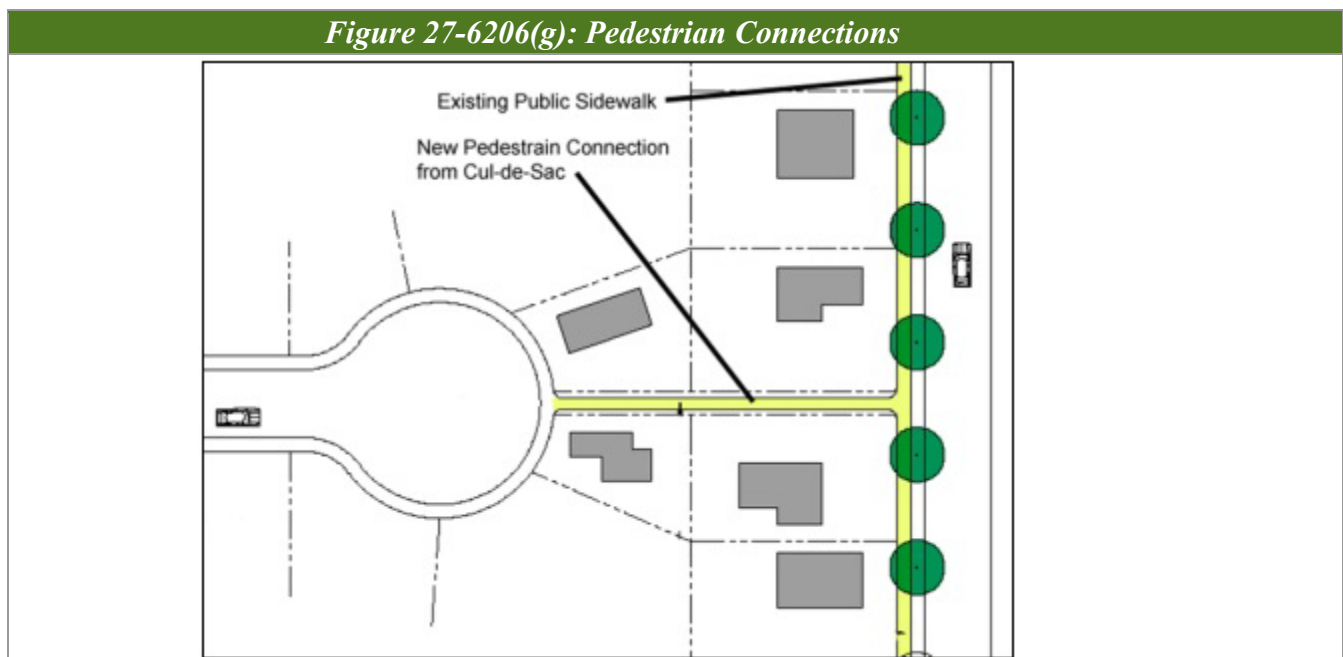 Figure 27-6206(g): Pedestrian Connections
Existing Public Sidewalk
New Pedestrain Connection
from Cul-de-Sac